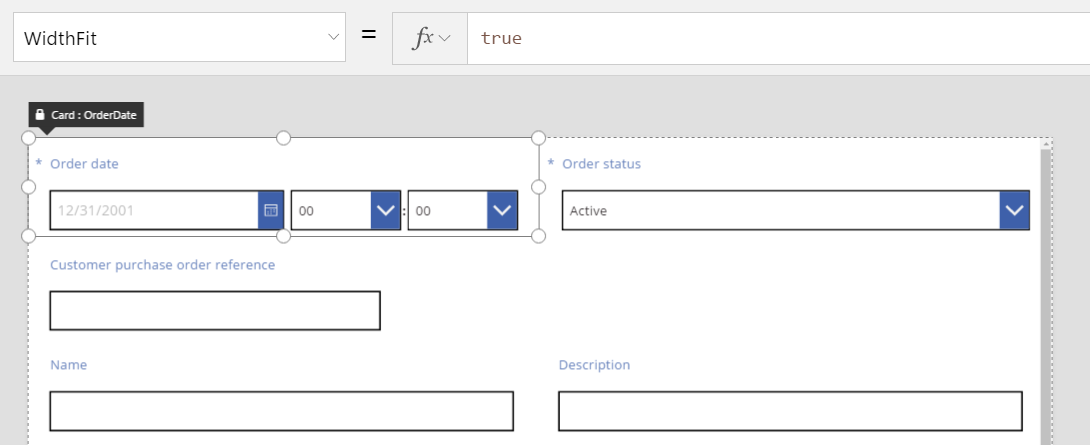 WidthFit = fx true
Card : OrderDate
* Order date * Order status
12/31/2001 00 : 00 Active
Customer purchase order reference
Name Description